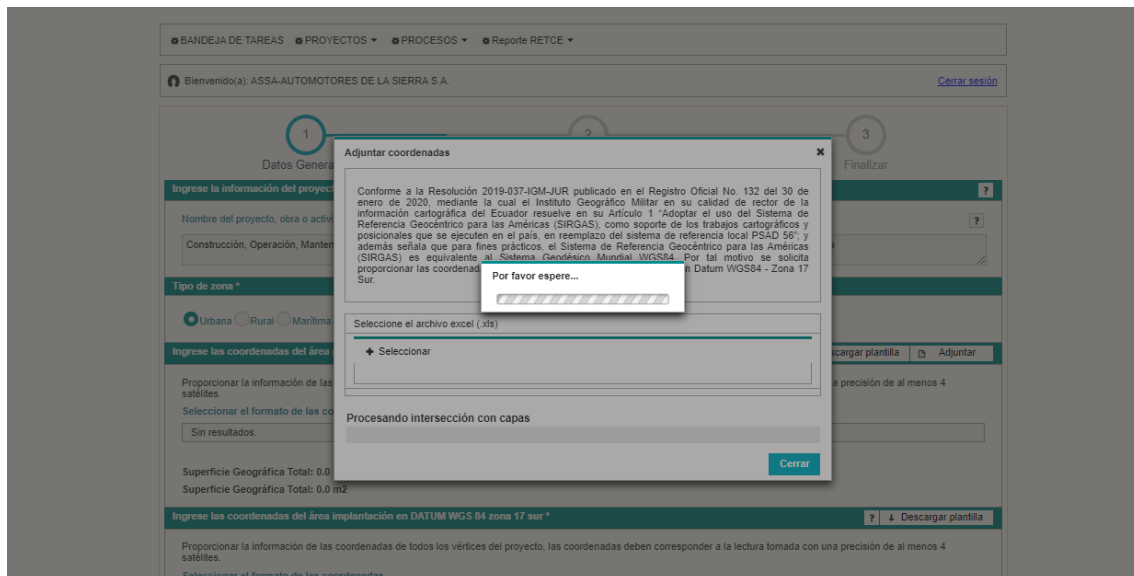 BANDEJA DE TAREAS PROYECTOS PROCESOS Reporte RETCE
Bienvenido(a): ASSA-AUTOMOTORES DE LA SIERRA S.A. Cerrar sesión
1 2 3
Datos Genera Finalizar
Adjuntar coordenadas
Conforme a la Resolución 2019-037-IGM-JUR publicado en el Registro Oficial No. 132 del 30 de
enero de 2020, mediante la cual el Instituto Geográfico Militar en su calidad de rector de la
información cartográfica del Ecuador resuelve en su Artículo 1 "Adoptar el uso del Sistema de
Referencia Geocéntrico para las Américas (SIRGAS), como soporte de los trabajos cartográficos y
posicionales que se ejecuten en el país, en reemplazo del sistema de referencia local PSAD 56"; y
además señala que para fines prácticos, el Sistema de Referencia Geocéntrico para las Américas
(SIRGAS) es equivalente al Sistema Geodésico Mundial WGS84. Por tal motivo se solicita
proporcionar las coordenad n Datum WGS84 - Zona 17
Sur.
Por favor espere...
Seleccione el archivo excel (.xls)
Seleccionar
Procesando intersección con capas
Cerrar
Ingrese la información del proyec ?
Nombre del proyecto, obra o activi ?
Construcción, Operación, Manten
Tipo de zona *
Urbana Rural Marítima
Ingrese las coordenadas del área scargar plantilla Adjuntar
Proporcionar la información de las a precisión de al menos 4
satélites.
Seleccionar el formato de las co
Sin resultados.
Superficie Geográfica Total: 0.0
Superficie Geográfica Total: 0.0 m2
Ingrese las coordenadas del área implantación en DATUM WGS 84 zona 17 sur * ? Descargar plantilla
Proporcionar la información de las coordenadas de todos los vértices del proyecto, las coordenadas deben corresponder a la lectura tomada con una precisión de al menos 4
satélites.
Seleccionar el formato de las coordenadas